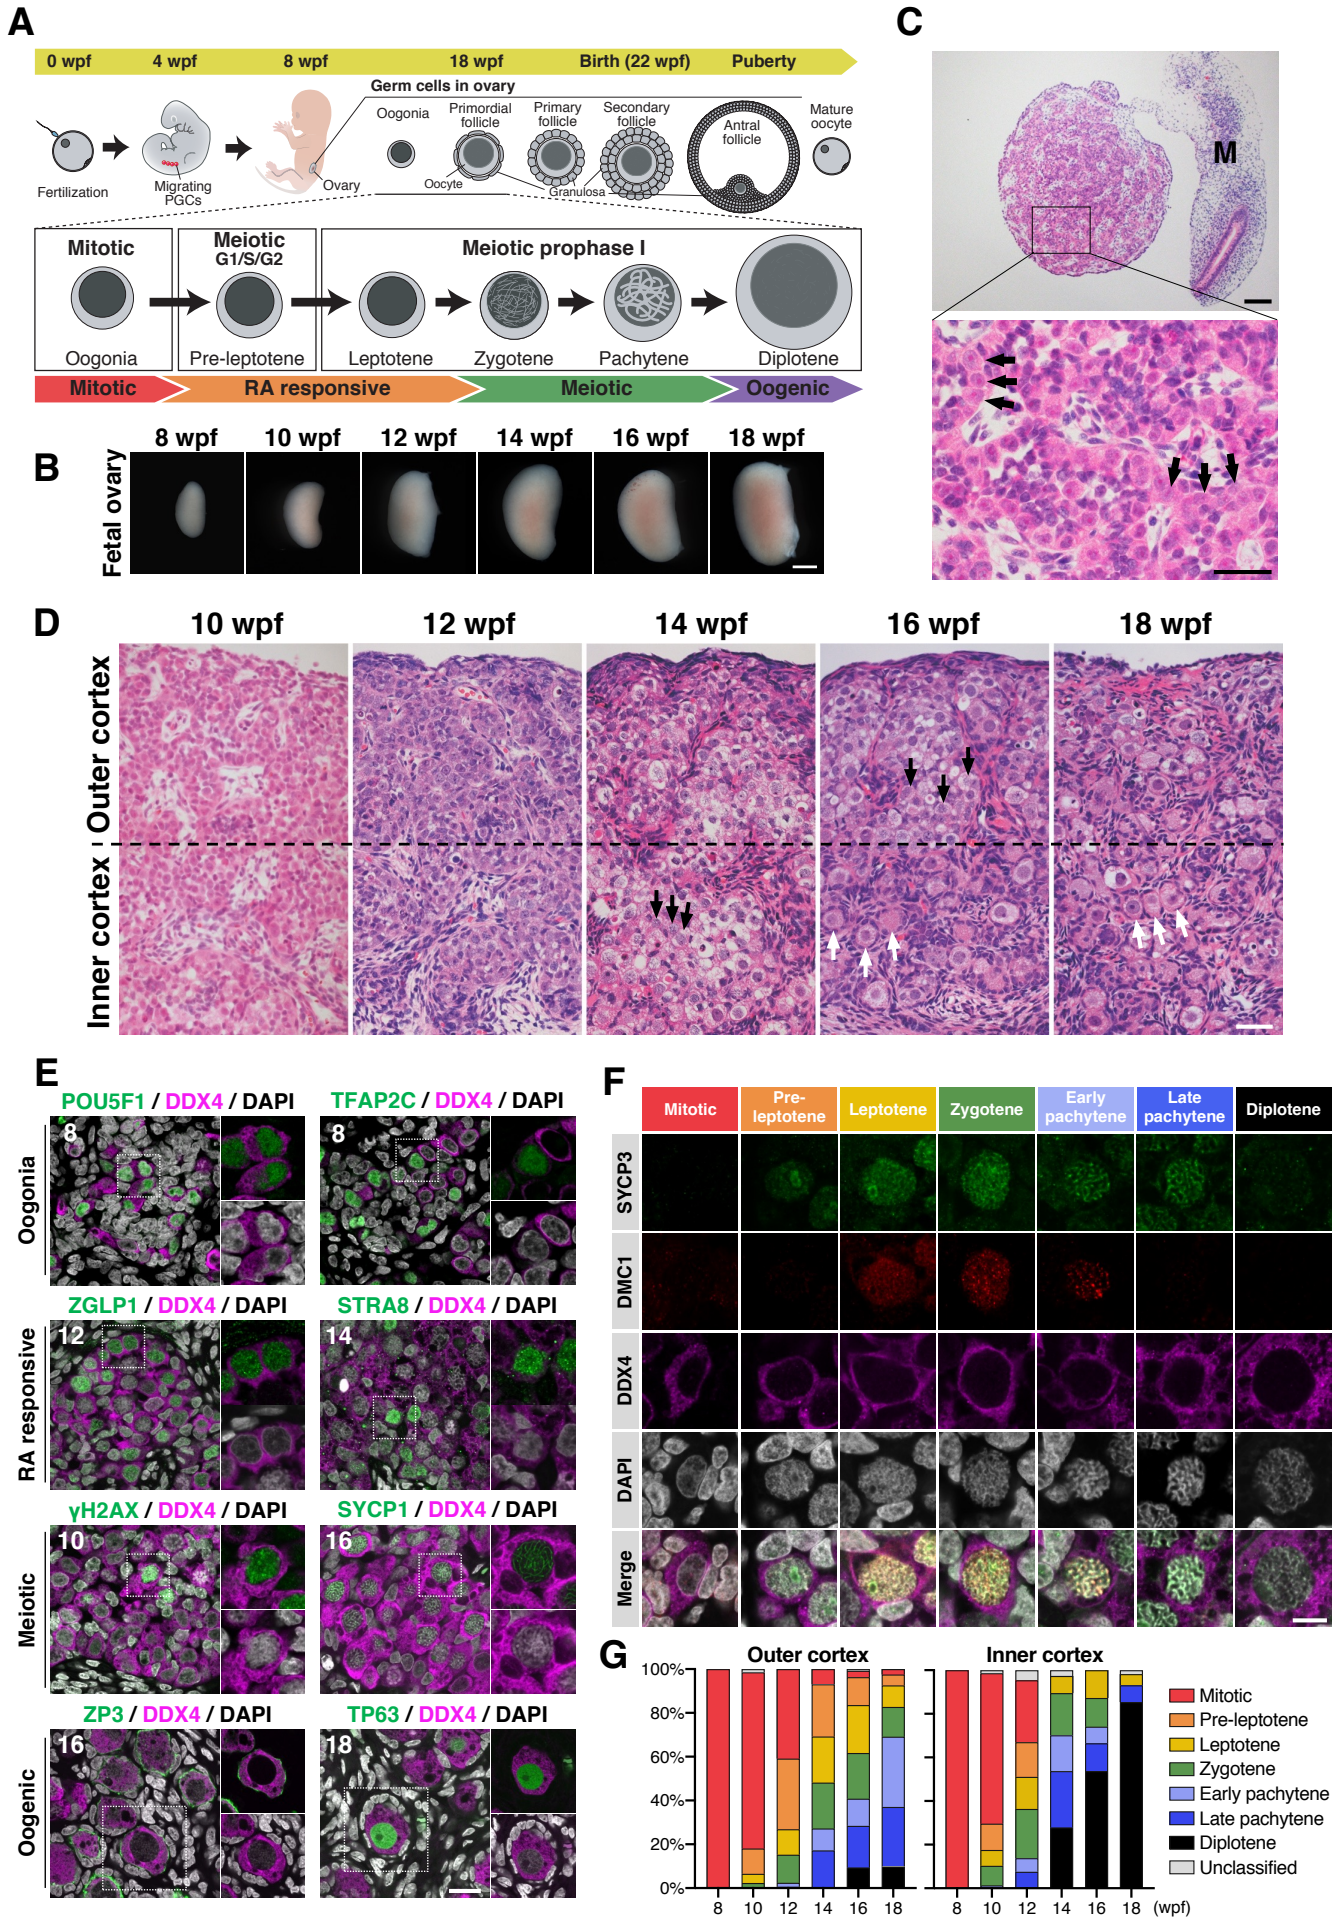 A
0 wpf 4 wpf 8 wpf 18 wpf Birth (22 wpf) Puberty
Germ cells in ovary
Oogonia
Primordial follicle
Primary follicle
Secondary follicle
Antral follicle
Mature oocyte
Fertilization
Migrating PGCs
Ovary
Oocyte
Granulosa
Mitotic
Meiotic
G1/S/G2
Meiotic prophase I
Oogonia Pre-leptotene Leptotene Zygotene Pachytene Diplotene
Mitotic RA responsive Meiotic Oogenic
B
8 wpf 10 wpf 12 wpf 14 wpf 16 wpf 18 wpf
Fetal ovary
C
M
D
10 wpf 12 wpf 14 wpf 16 wpf 18 wpf
Outer cortex
Inner cortex
E
POU5F1 / DDX4 / DAPI
TFAP2C / DDX4 / DAPI
Oogonia
8
8
ZGLP1 / DDX4 / DAPI
STRA8 / DDX4 / DAPI
RA responsive
12
14
γH2AX / DDX4 / DAPI
SYCP1 / DDX4 / DAPI
Meiotic
10
16
ZP3 / DDX4 / DAPI
TP63 / DDX4 / DAPI
Oogenic
16
18
F
Mitotic
Pre-
leptotene
Leptotene
Zygotene
Early
pachytene
Late
pachytene
Diplotene
SYCP3
DMC1
DDX4
DAPI
Merge
G
Outer cortex
Inner cortex
100%
80%
60%
40%
20%
0%
8 10 12 14 16 18
8 10 12 14 16 18 (wpf)
Mitotic
Pre-leptotene
Leptotene
Zygotene
Early pachytene
Late pachytene
Diplotene
Unclassified